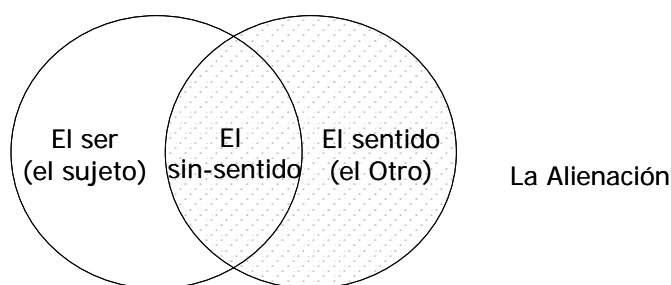 El ser
(el sujeto)
El
sin-sentido
El sentido
(el Otro)
La Alienación